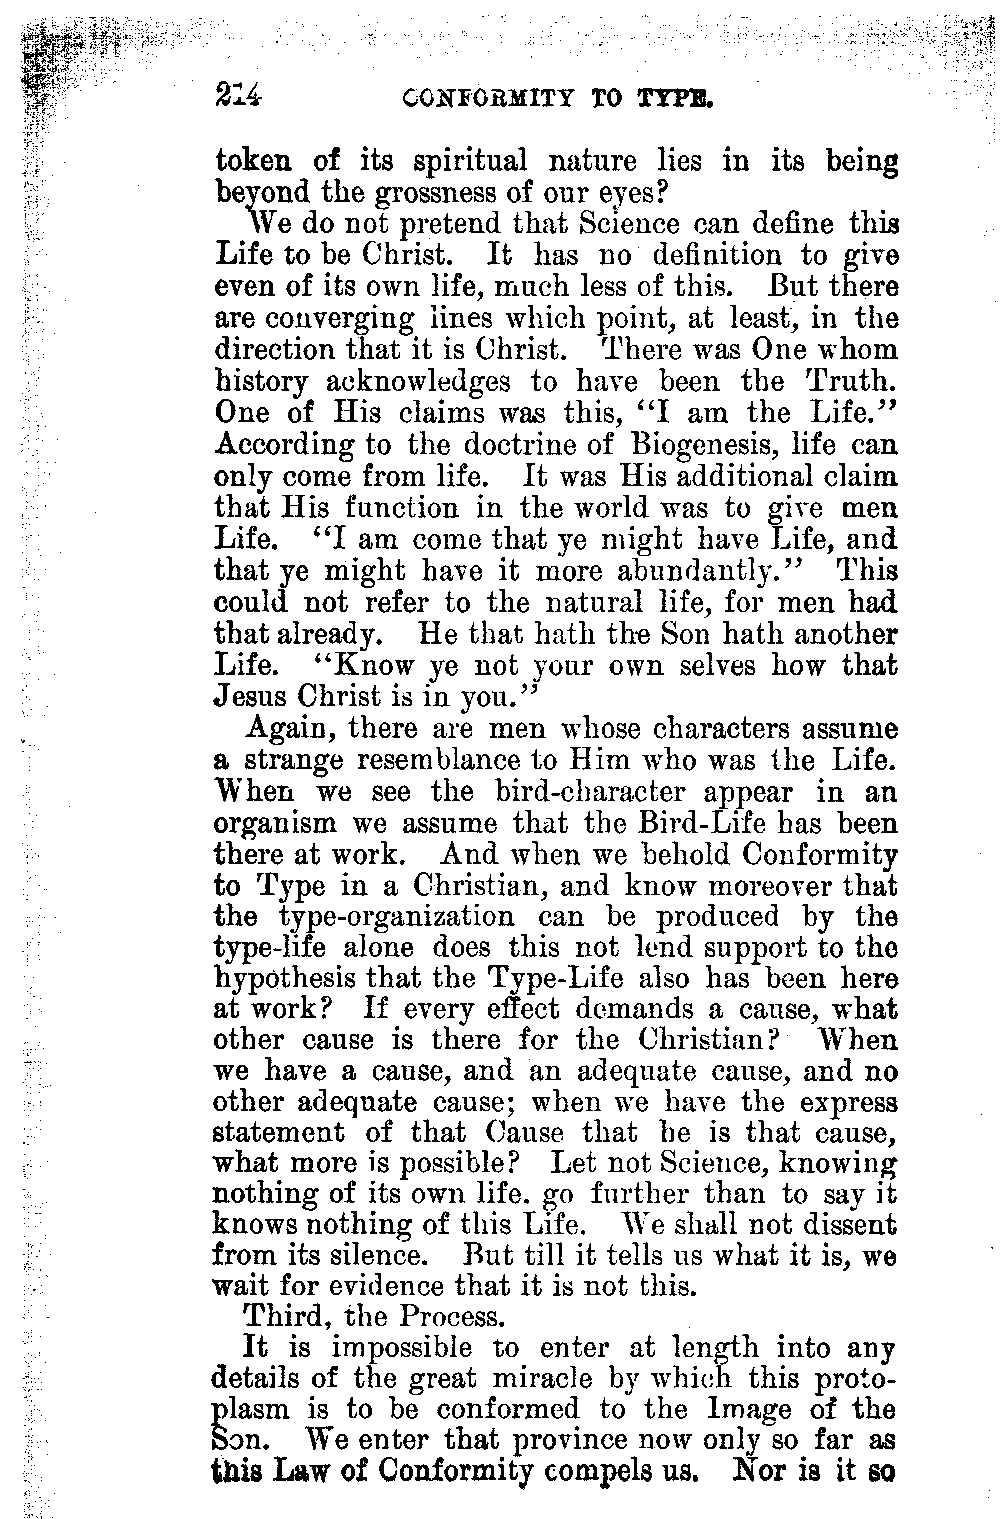 214 CONFORMITY TO TYPE.
token of its spiritual nature lies in its being
beyond the grossness of our eyes?
We do not pretend that Science can define this
Life to be Christ. It has no definition to give
even of its own life, much less of this. But there
are converging lines which point, at least, in the
direction that it is Christ. There was One whom
history acknowledges to have been the Truth.
One of His claims was this, "I am the Life."
According to the doctrine of Biogenesis, life can
only come from life. It was His additional claim
that His function in the world was to give men
Life. "I am come that ye might have Life, and
that ye might have it more abundantly." This
could not refer to the natural life, for men had
that already. He that hath the Son hath another
Life. "Know ye not your own selves how that
Jesus Christ is in you."
Again, there are men whose characters assume
a strange resemblance to Him who was the Life.
When we see the bird-character appear in an
organism we assume that the Bird-Life has been
there at work. And when we behold Conformity
to Type in a Christian, and know moreover that
the type-organization can be produced by the
type-life alone does this not lend support to the
hypothesis that the Type-Life also has been here
at work? If every effect demands a cause, what
other cause is there for the Christian? When
we have a cause, and an adequate cause, and no
other adequate cause; when we have the express
statement of that Cause that he is that cause,
what more is possible? Let not Science, knowing
nothing of its own life. go further than to say it
knows nothing of this Life. We shall not dissent
from its silence. But till it tells us what it is, we
wait for evidence that it is not this.
Third, the Process.
It is impossible to enter at length into any
details of the great miracle by which this proto-
plasm is to be conformed to the Image of the
Son. We enter that province now only so far as
this Law of Conformity compels us. Nor is it so